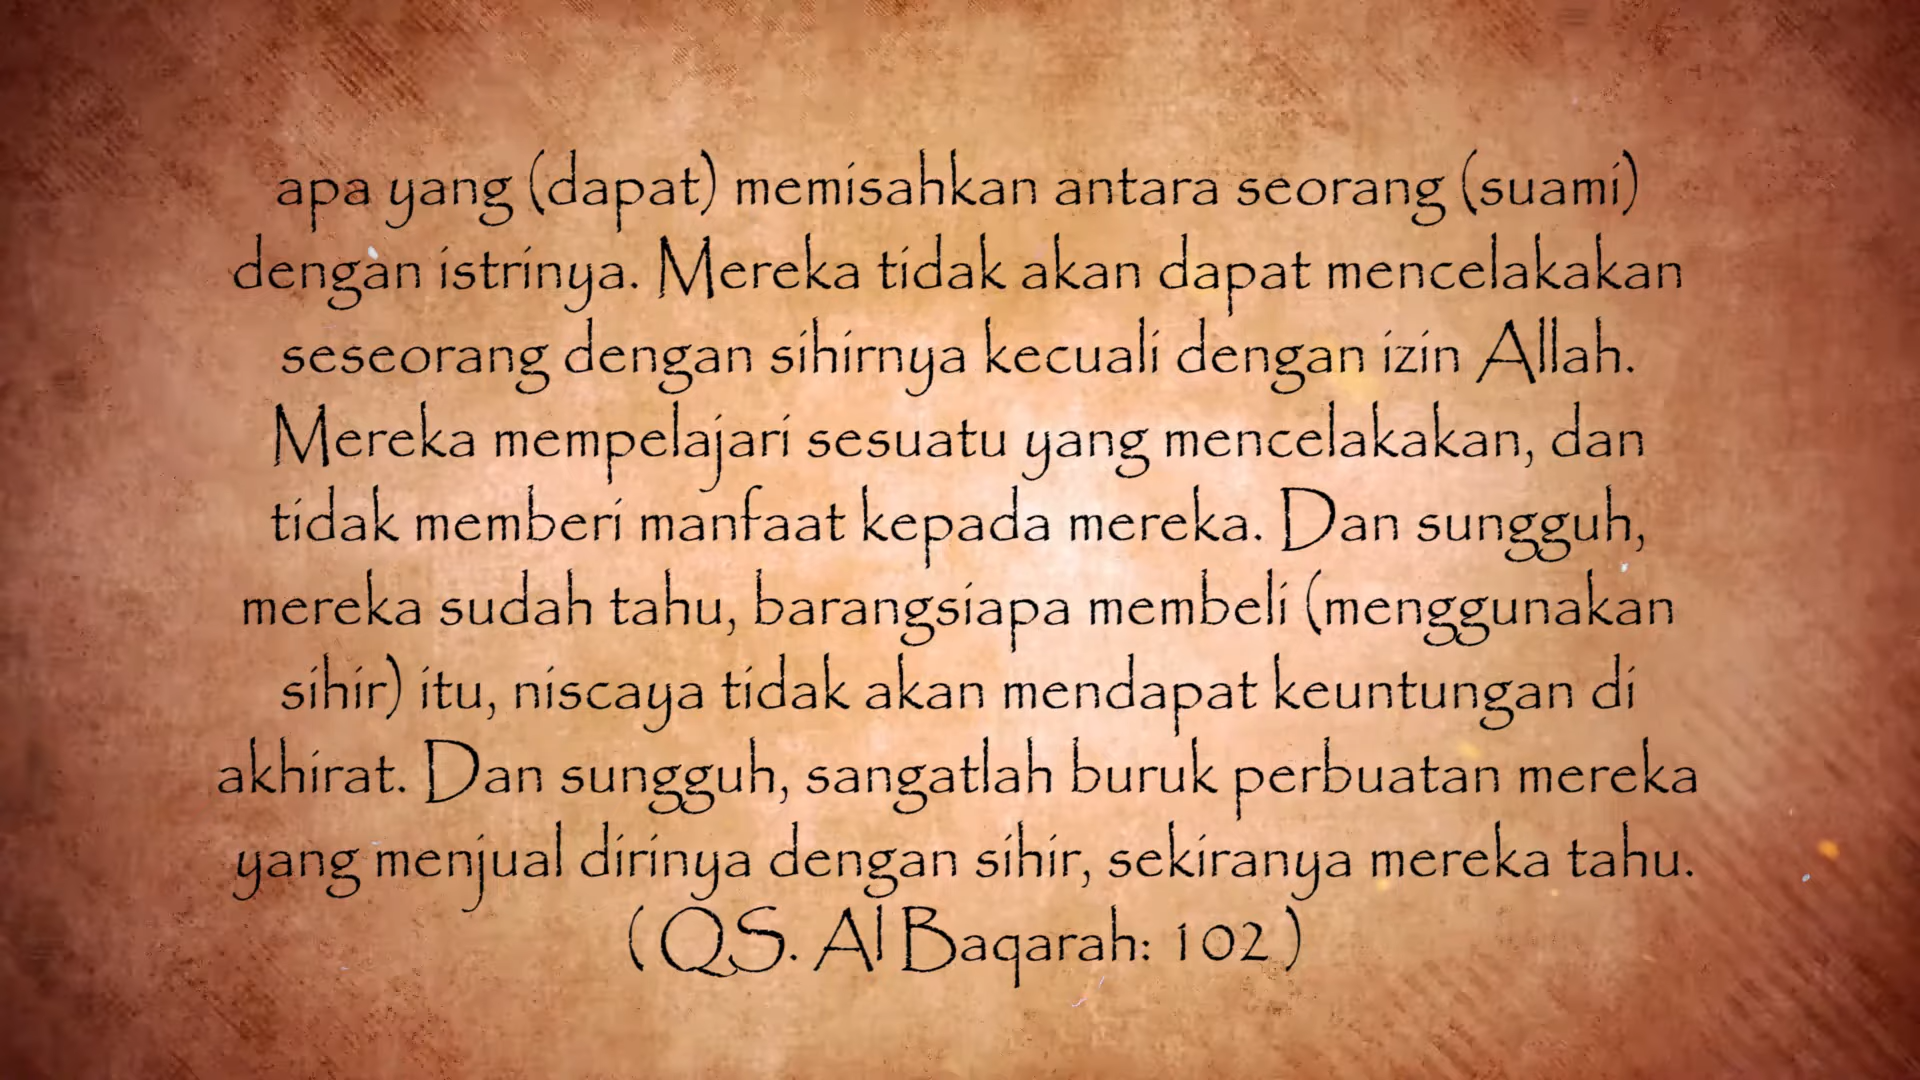 apa yang (dapat) memisahkan antara seorang (suami)
dengan istrinya. Mereka tidak akan dapat mencelakakan
seseorang dengan sihirnya kecuali dengan izin Allah.
Mereka mempelajari sesuatu yang mencelakakan, dan
tidak memberi manfaat kepada mereka. Dan sungguh,
mereka sudah tahu, barangsiapa membeli (menggunakan
sihir) itu, niscaya tidak akan mendapat keuntungan di
akhirat. Dan sungguh, sangatlah buruk perbuatan mereka
yang menjual dirinya dengan sihir, sekiranya mereka tahu.
( QS. Al Baqarah: 102 )